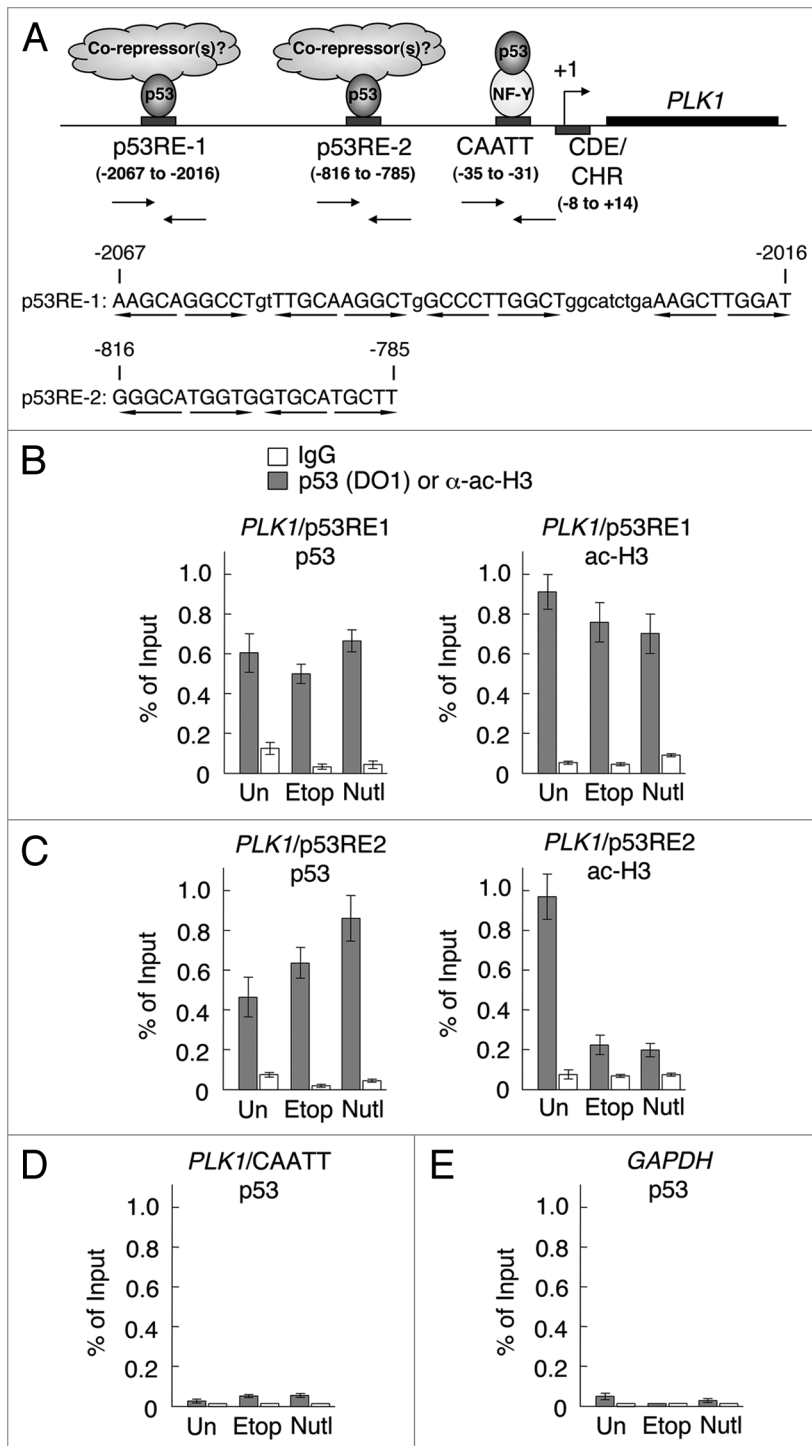 A
Co-repressor(s)? Co-repressor(s)? p53
p53 p53 NF-Y +1 PLK1
p53RE-1 p53RE-2 CAATT CDE/
(-2067 to -2016) (-816 to -785) (-35 to -31) CHR
(-8 to +14)
-2067 -2016
p53RE-1: AAGCAGGCCTgtTTGCAAGGCTgGCCCTTGGCTggcatctgaAAGCTTGGAT
-816 -785
p53RE-2: GGGCATGGTGGTGCATGCTT
B
IgG
p53 (DO1) or α-ac-H3
PLK1/p53RE1
p53
% of Input
1.0
0.8
0.6
0.4
0.2
0
Un Etop Nutl
PLK1/p53RE1
ac-H3
% of Input
1.0
0.8
0.6
0.4
0.2
0
Un Etop Nutl
C
PLK1/p53RE2
p53
% of Input
1.0
0.8
0.6
0.4
0.2
0
Un Etop Nutl
PLK1/p53RE2
ac-H3
% of Input
1.0
0.8
0.6
0.4
0.2
0
Un Etop Nutl
D
PLK1/CAATT
p53
% of Input
1.0
0.8
0.6
0.4
0.2
0
Un Etop Nutl
E
GAPDH
p53
% of Input
1.0
0.8
0.6
0.4
0.2
0
Un Etop Nutl